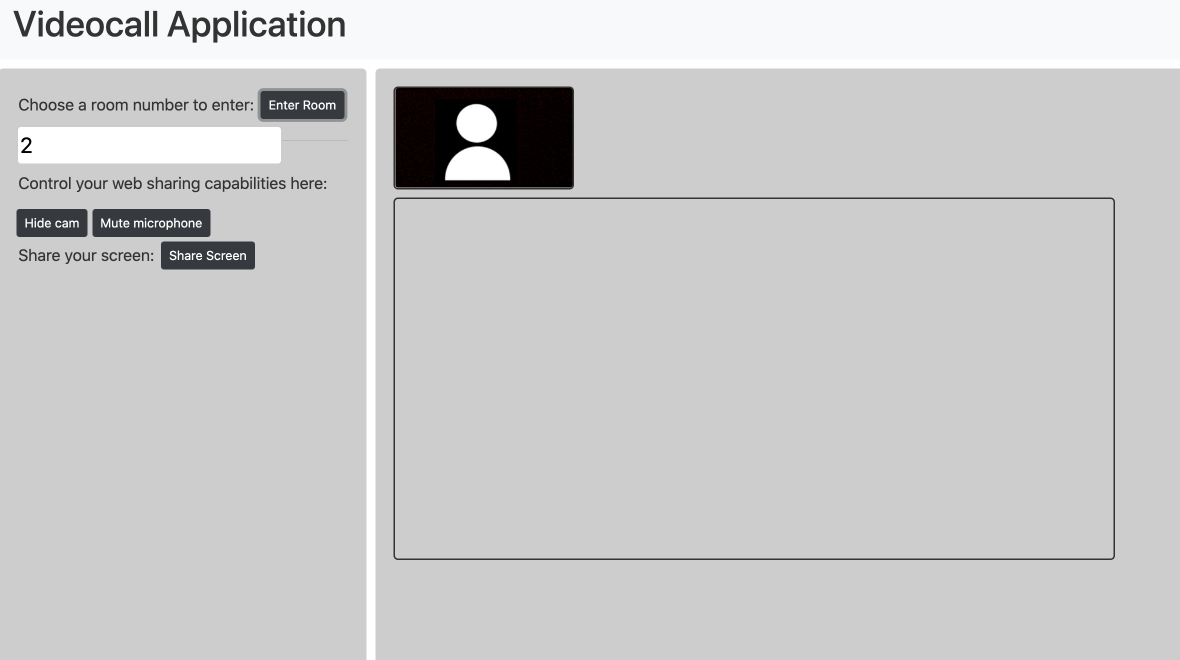 Videocall Application
Choose a room number to enter: Enter Room
2
Control your web sharing capabilities here:
Hide cam Mute microphone
Share your screen: Share Screen